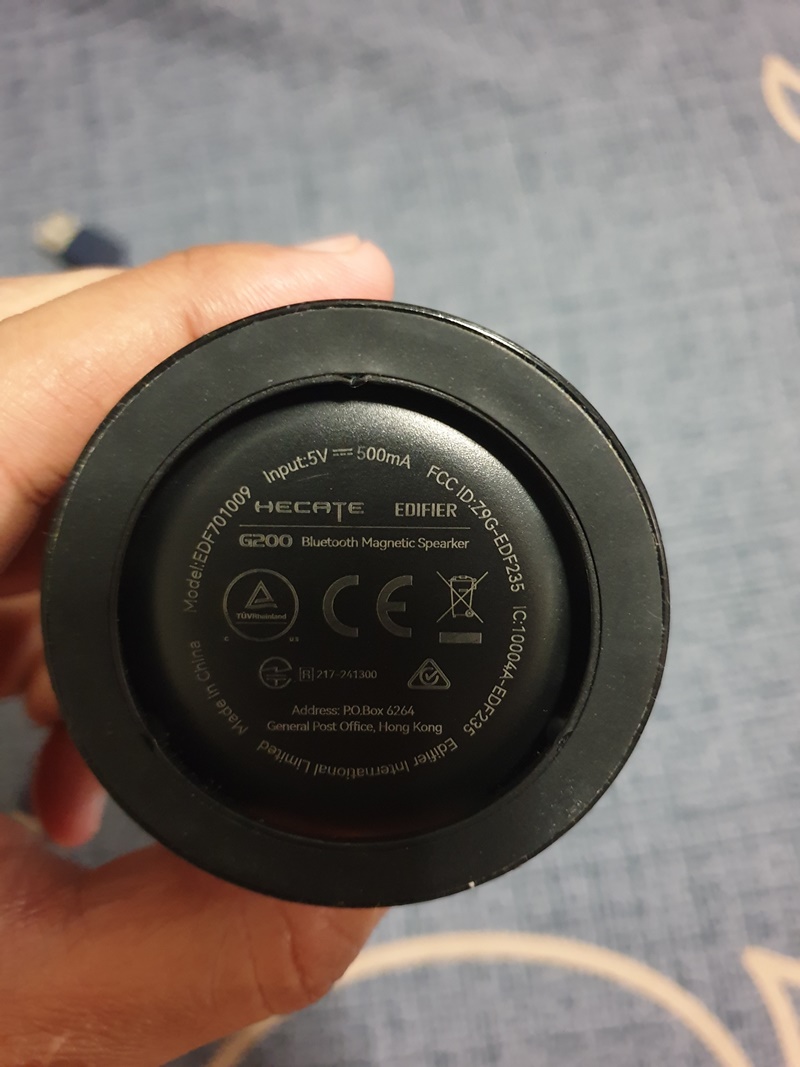 Input:5V ⎓ 500mA
FCC ID:Z9G-EDF235
IC:10004A-EDF235
Edifier International Limited
Made in China
Model:EDF701009
HECATE EDIFIER
G200 Bluetooth Magnetic Spearker
TÜVRheinland
C US
CE
[R] 217-241300
Address: P.O.Box 6264
General Post Office, Hong Kong